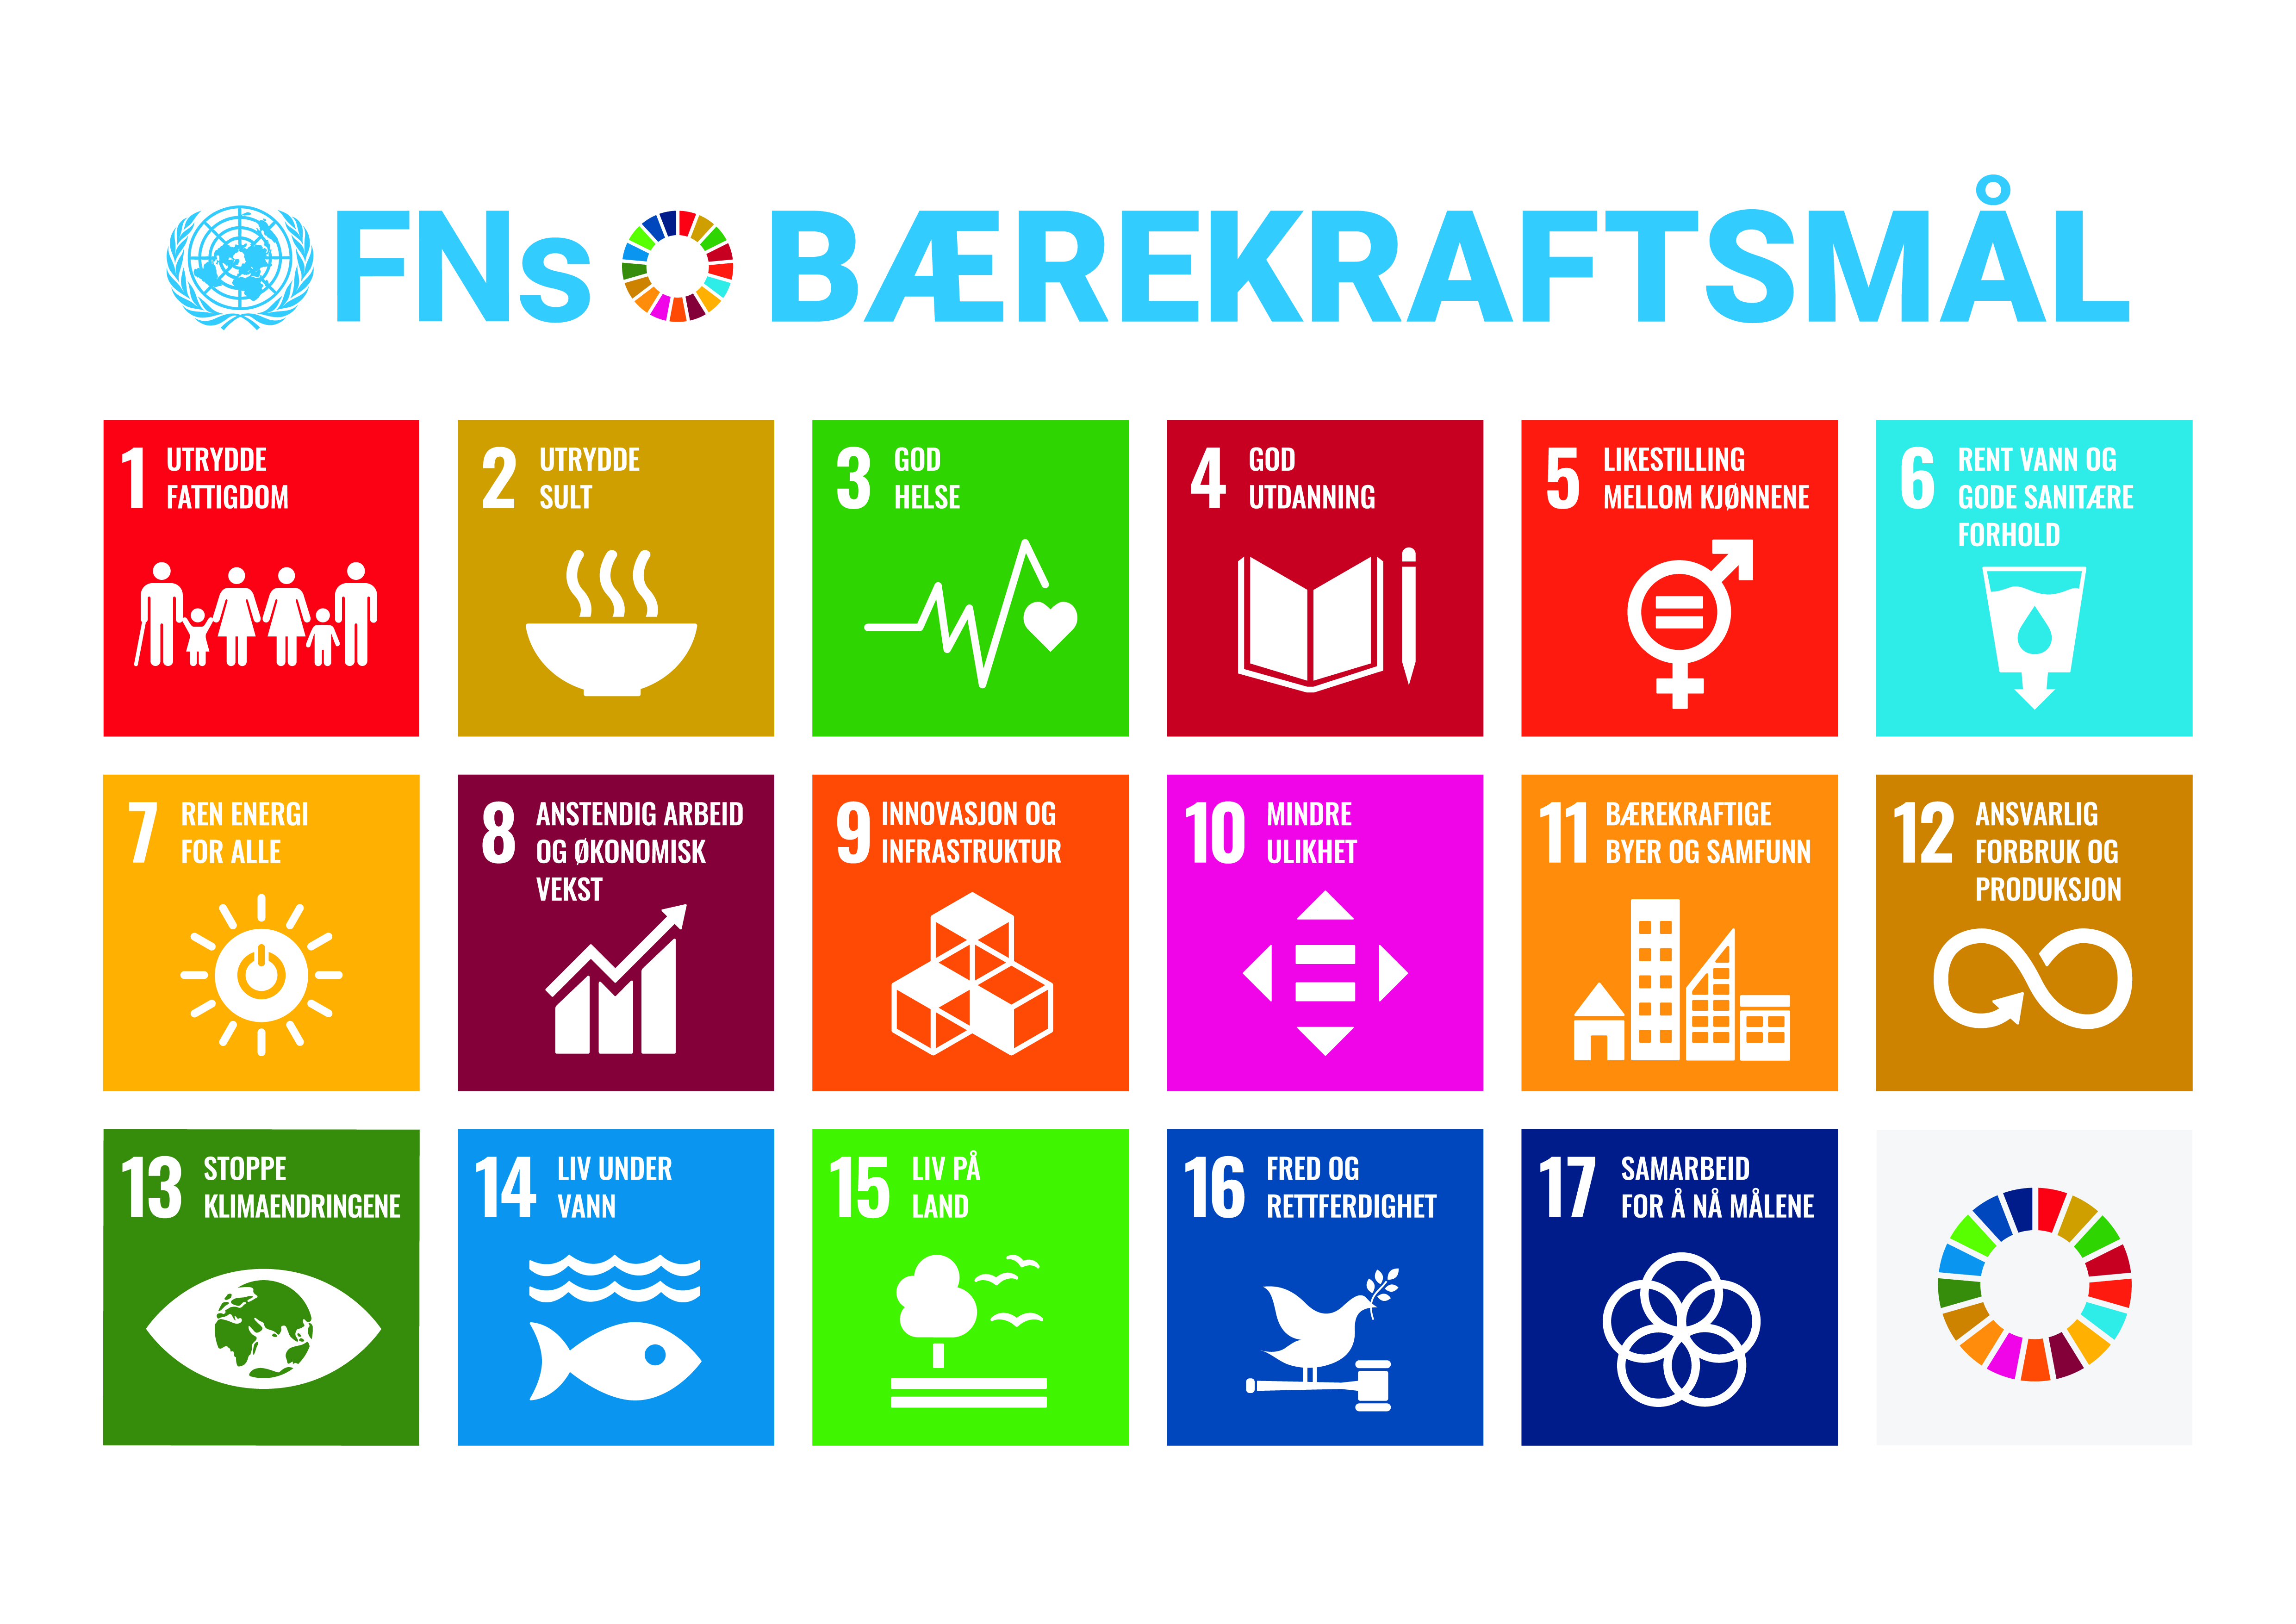 FNs BÆREKRAFTSMÅL
1 UTRYDDE
FATTIGDOM
2 UTRYDDE
SULT
3 GOD
HELSE
4 GOD
UTDANNING
5 LIKESTILLING
MELLOM KJØNNENE
6 RENT VANN OG
GODE SANITÆRE
FORHOLD
7 REN ENERGI
FOR ALLE
8 ANSTENDIG ARBEID
OG ØKONOMISK
VEKST
9 INNOVASJON OG
INFRASTRUKTUR
10 MINDRE
ULIKHET
11 BÆREKRAFTIGE
BYER OG SAMFUNN
12 ANSVARLIG
FORBRUK OG
PRODUKSJON
13 STOPPE
KLIMAENDRINGENE
14 LIV UNDER
VANN
15 LIV PÅ
LAND
16 FRED OG
RETTFERDIGHET
17 SAMARBEID
FOR Å NÅ MÅLENE